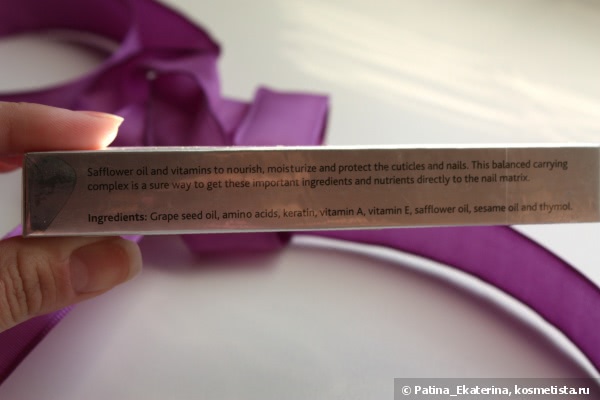 Safflower oil and vitamins to nourish, moisturize and protect the cuticles and nails. This balanced carrying
complex is a sure way to get these important ingredients and nutrients directly to the nail matrix.
Ingredients: Grape seed oil, amino acids, keratin, vitamin A, vitamin E, safflower oil, sesame oil and thymol.
© Patina_Ekaterina, kosmetista.ru